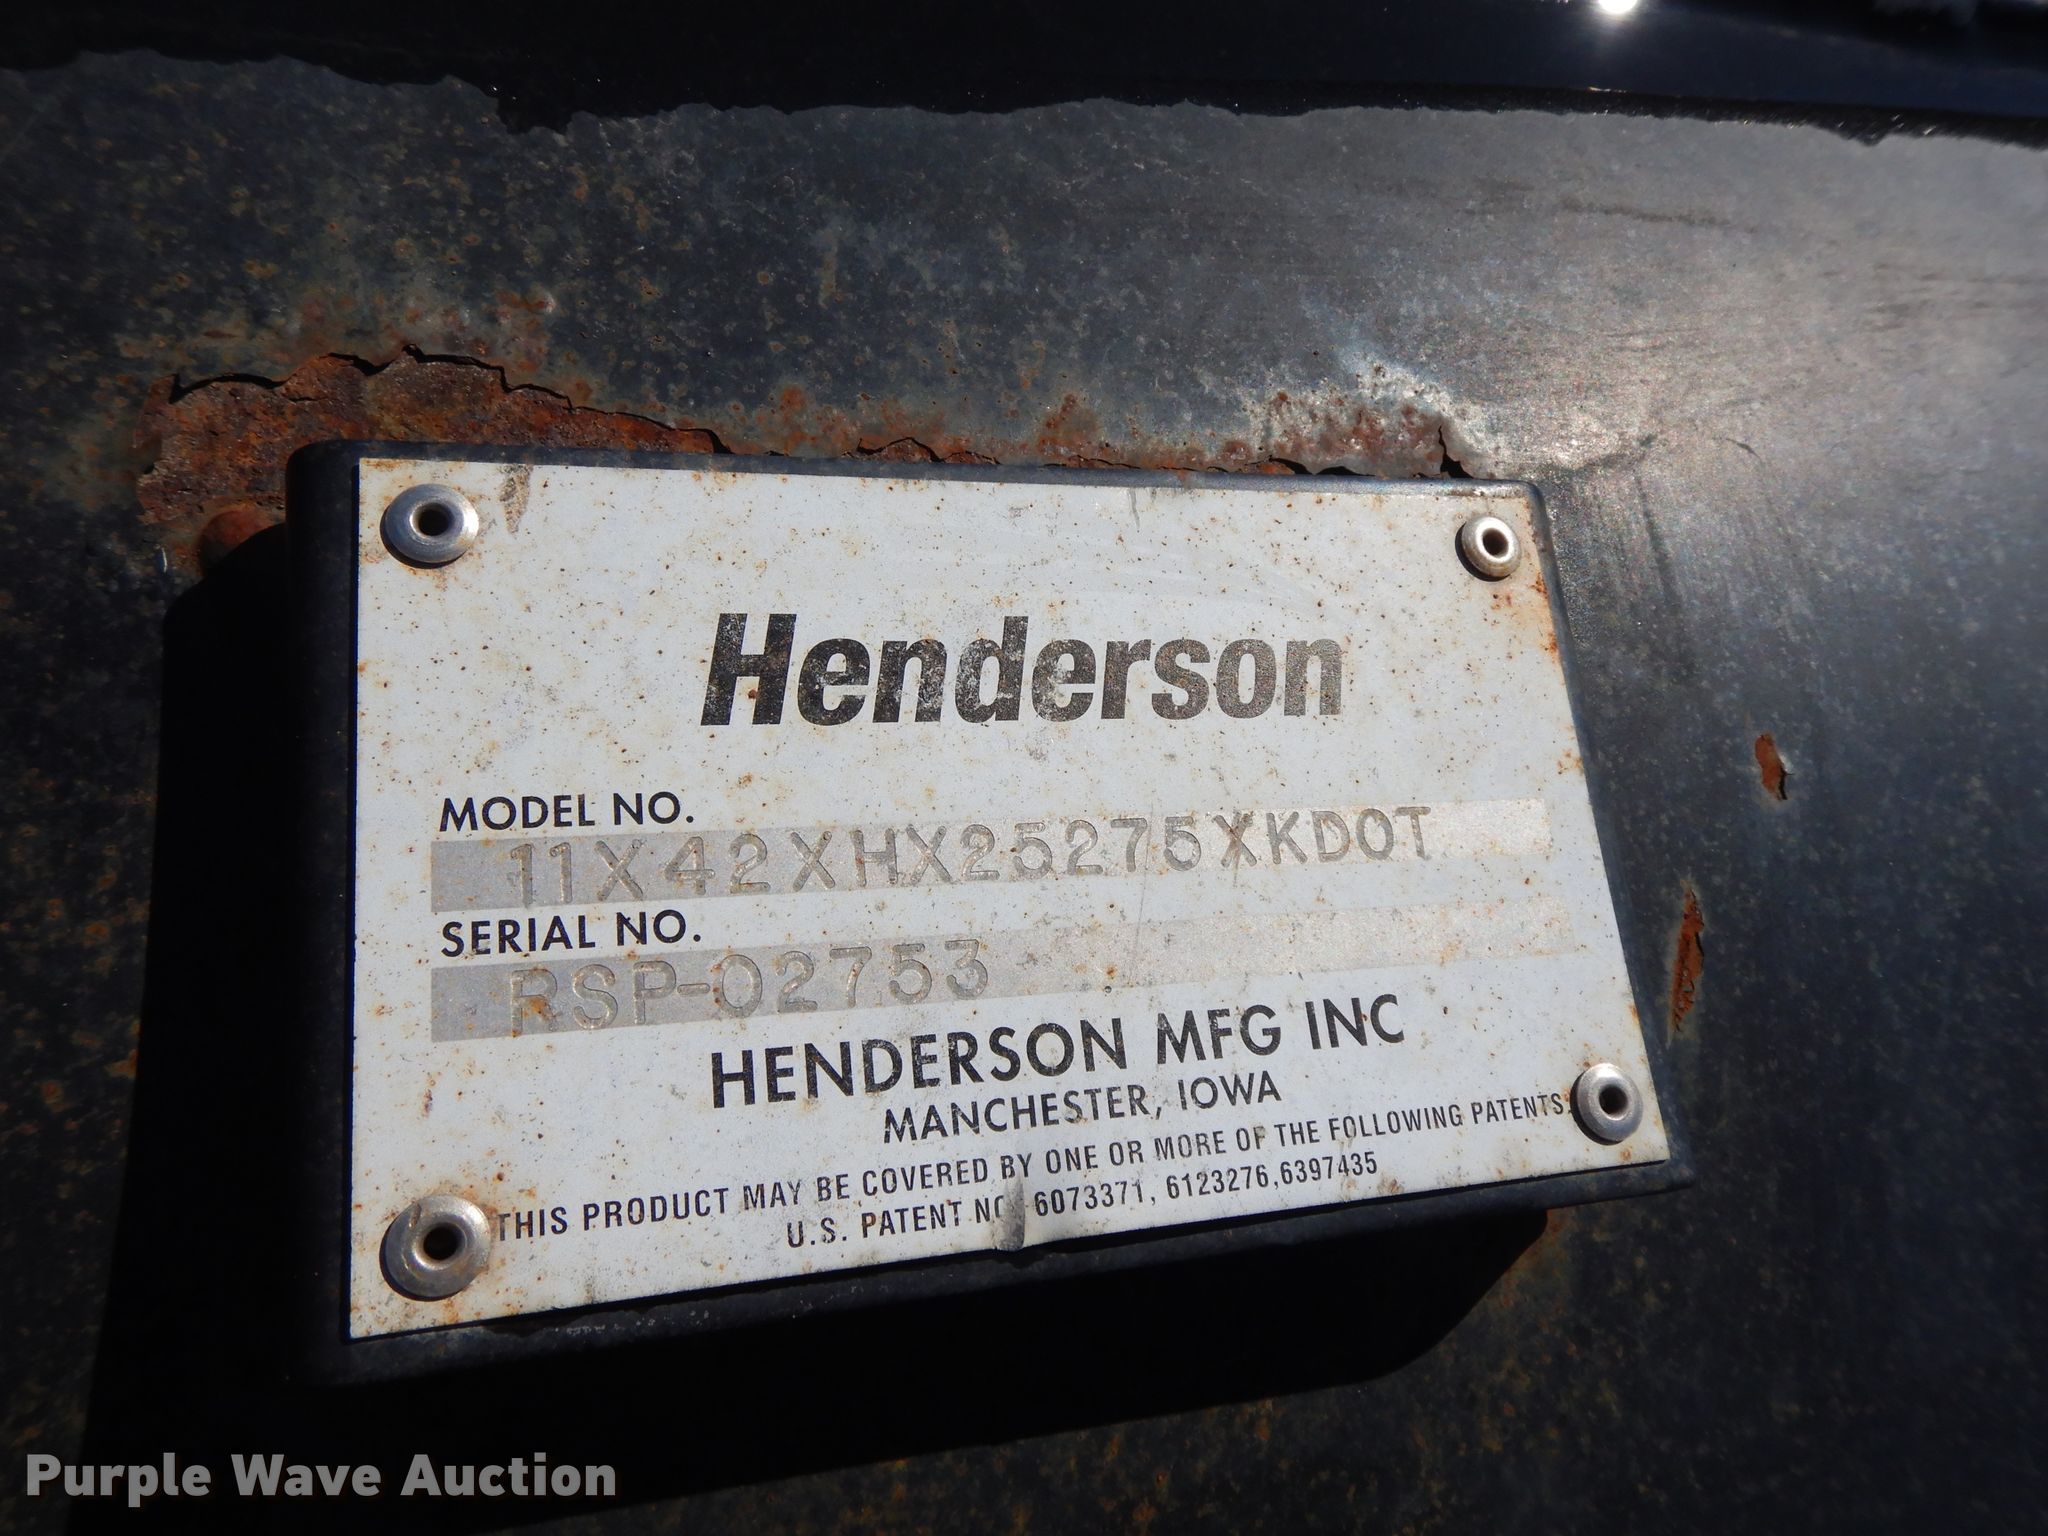 Henderson
MODEL NO.
11X42XHX25275XKDOT
SERIAL NO.
RSP-02753
HENDERSON MFG INC
MANCHESTER, IOWA
THIS PRODUCT MAY BE COVERED BY ONE OR MORE OF THE FOLLOWING PATENTS:
U.S. PATENT NO 6073371, 6123276,6397435
Purple Wave Auction